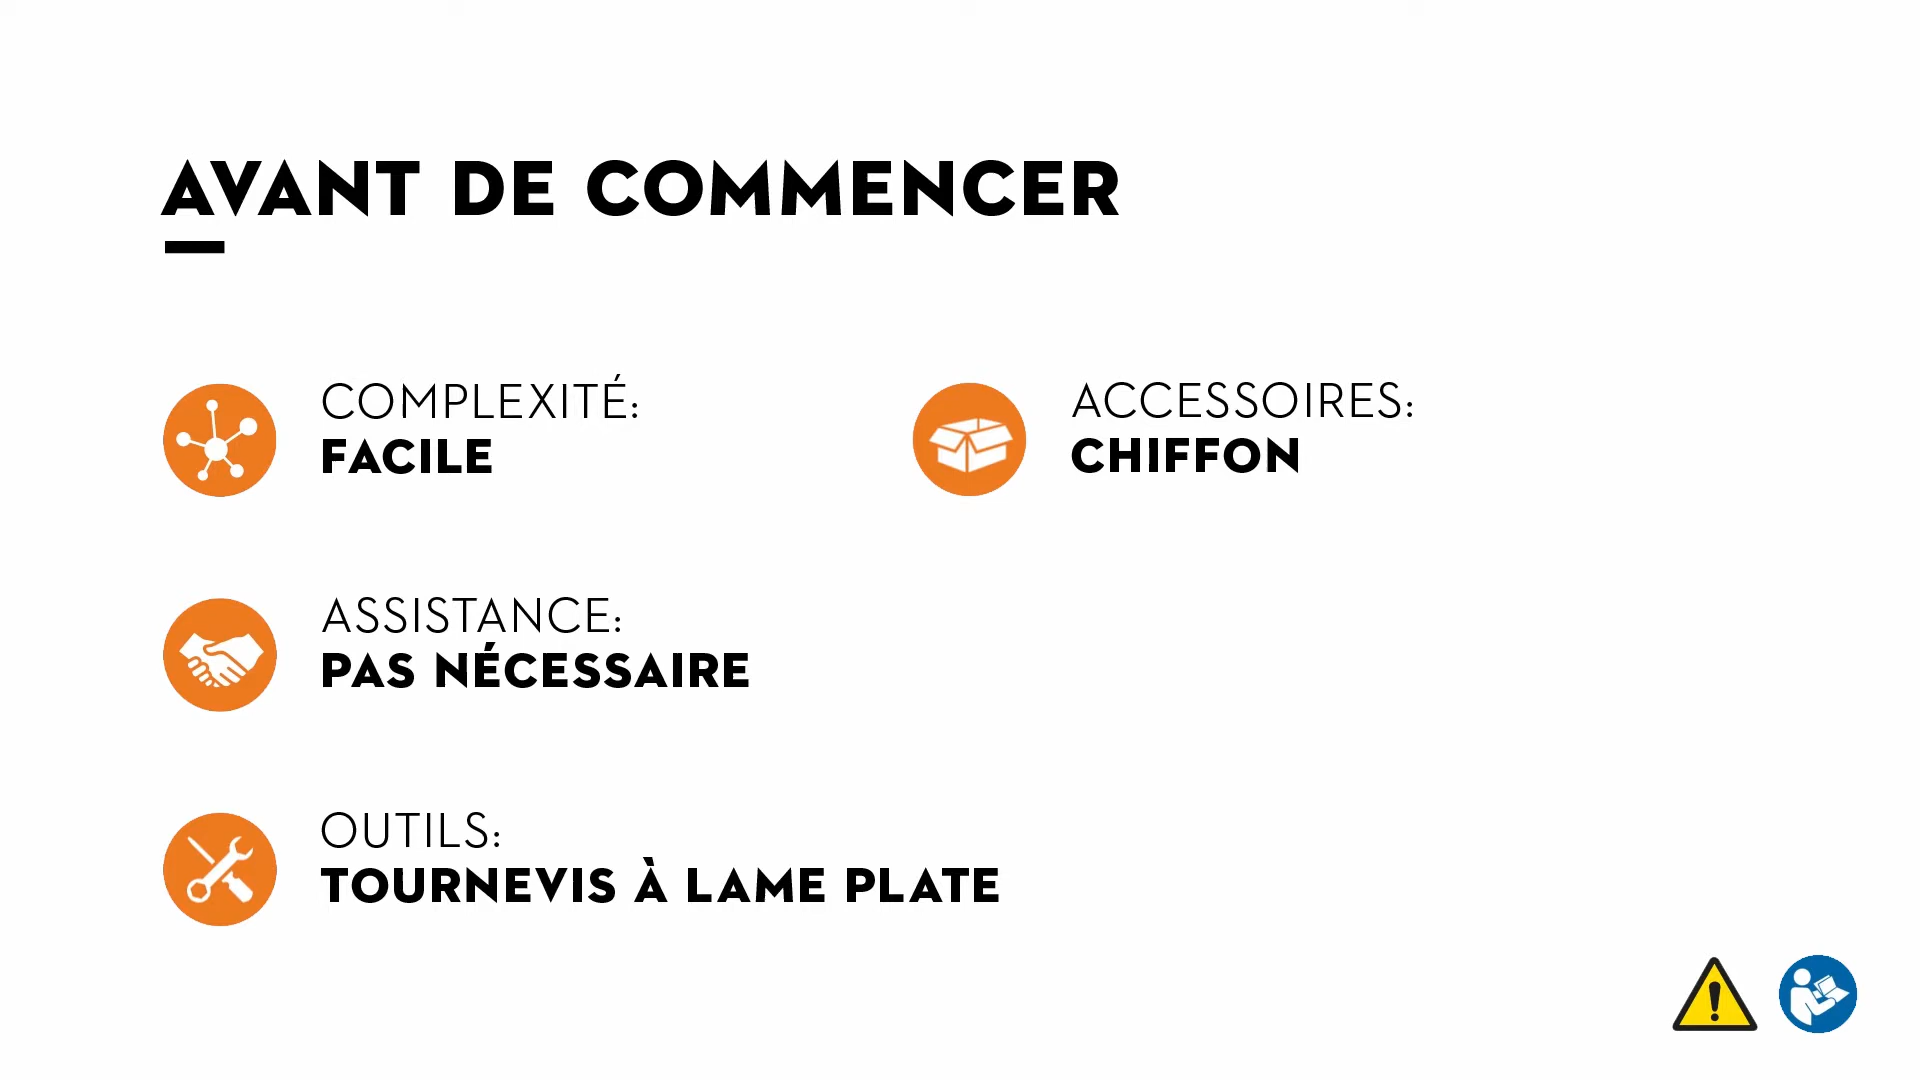 AVANT DE COMMENCER
COMPLEXITÉ:
FACILE
ASSISTANCE:
PAS NÉCESSAIRE
OUTILS:
TOURNEVIS À LAME PLATE
ACCESSOIRES:
CHIFFON